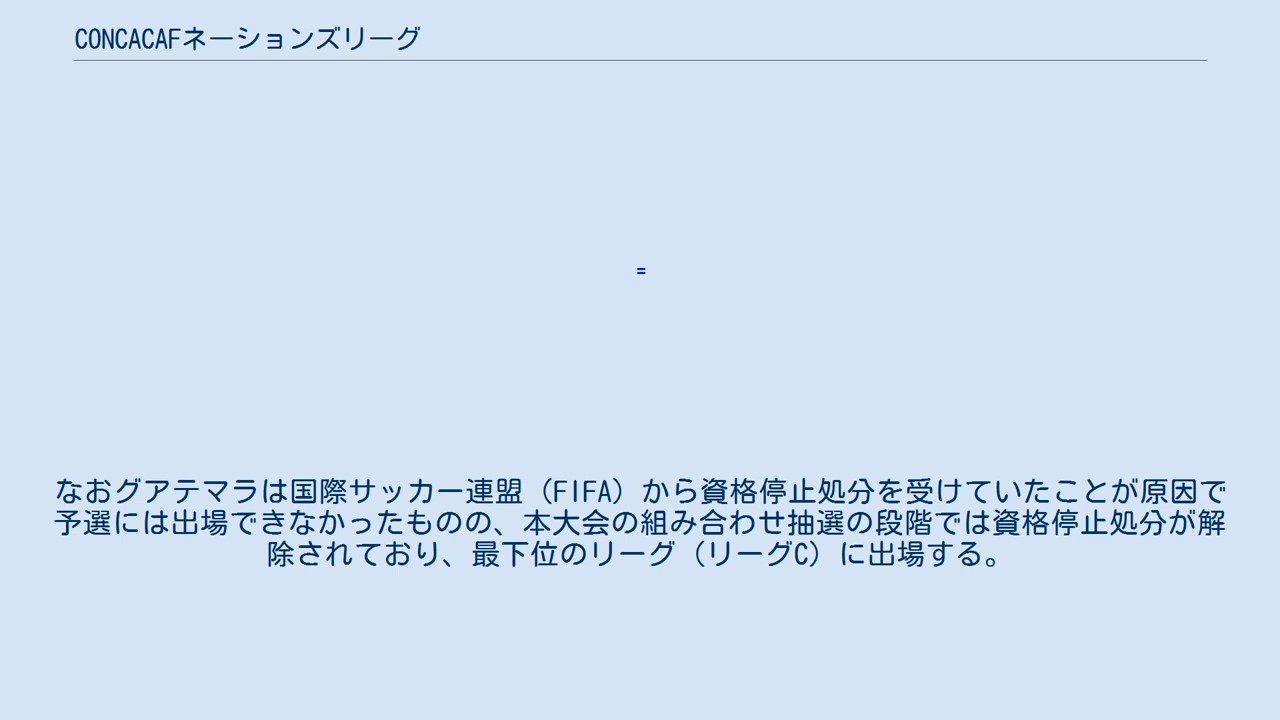 CONCACAFネーションズリーグ
=
なおグアテマラは国際サッカー連盟（FIFA）から資格停止処分を受けていたことが原因で
予選には出場できなかったものの、本大会の組み合わせ抽選の段階では資格停止処分が解
除されており、最下位のリーグ（リーグC）に出場する。